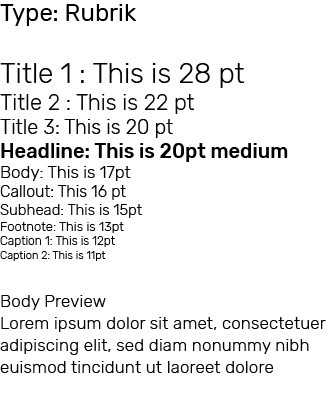 Type: Rubrik
Title 1 : This is 28 pt
Title 2 : This is 22 pt
Title 3: This is 20 pt
Headline: This is 20pt medium
Body: This is 17pt
Callout: This 16 pt
Subhead: This is 15pt
Footnote: This is 13pt
Caption 1: This is 12pt
Caption 2: This is 11pt
Body Preview
Lorem ipsum dolor sit amet, consectetuer
adipiscing elit, sed diam nonummy nibh
euismod tincidunt ut laoreet dolore